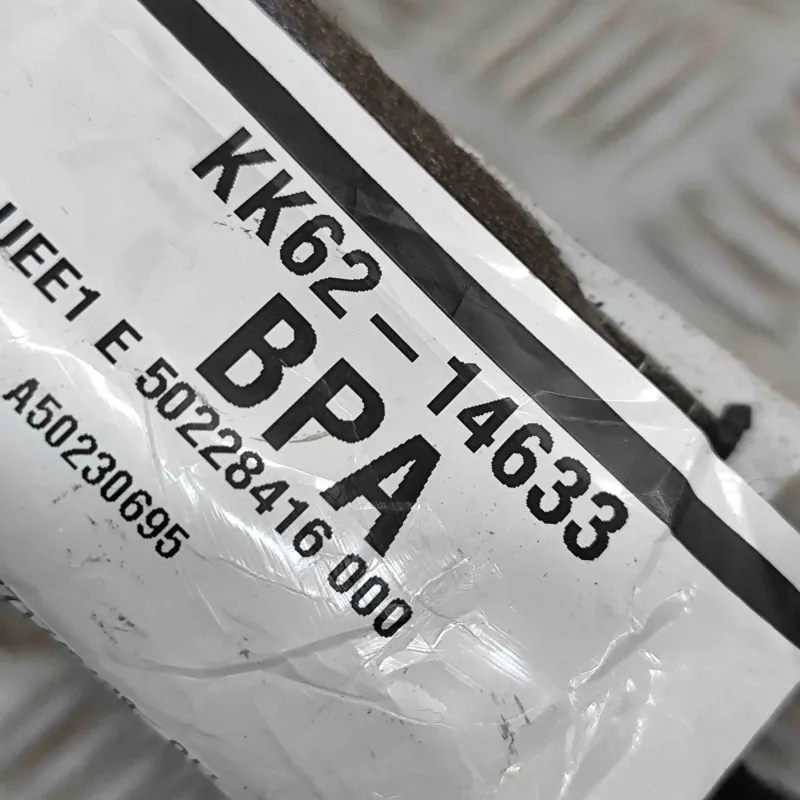 KK62-14633
BPA
UEE1 E 50228416 000
A50230695